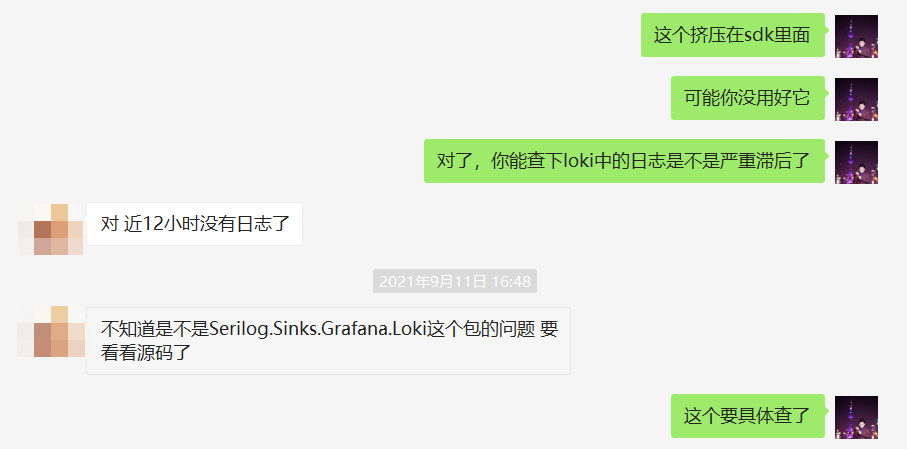 这个挤压在sdk里面
可能你没用好它
对了，你能查下loki中的日志是不是严重滞后了
对 近12小时没有日志了
2021年9月11日 16:48
不知道是不是Serilog.Sinks.Grafana.Loki这个包的问题 要
看看源码了
这个要具体查了